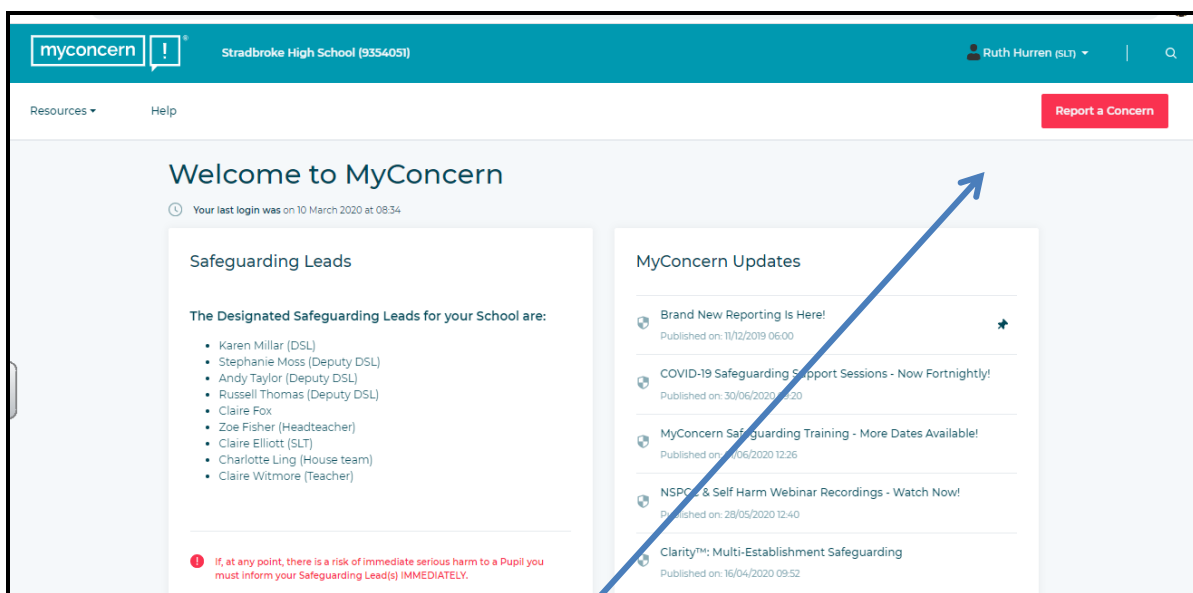 myconcern ! ®
Stradbroke High School (9354051)
Ruth Hurren (SLT)
Resources
Help
Report a Concern
Welcome to MyConcern
Your last login was on 10 March 2020 at 08:34
Safeguarding Leads
The Designated Safeguarding Leads for your School are:
• Karen Millar (DSL)
• Stephanie Moss (Deputy DSL)
• Andy Taylor (Deputy DSL)
• Russell Thomas (Deputy DSL)
• Claire Fox
• Zoe Fisher (Headteacher)
• Claire Elliott (SLT)
• Charlotte Ling (House team)
• Claire Witmore (Teacher)
! If, at any point, there is a risk of immediate serious harm to a Pupil you
must inform your Safeguarding Lead(s) IMMEDIATELY.
MyConcern Updates
Brand New Reporting Is Here!
Published on: 11/12/2019 06:00
COVID-19 Safeguarding Support Sessions - Now Fortnightly!
Published on: 30/06/2020
MyConcern Safeguarding Training - More Dates Available!
Published on: 12:26
NSPCC & Self Harm Webinar Recordings - Watch Now!
Published on: 28/05/2020 12:40
Clarity™: Multi-Establishment Safeguarding
Published on: 16/04/2020 09:52